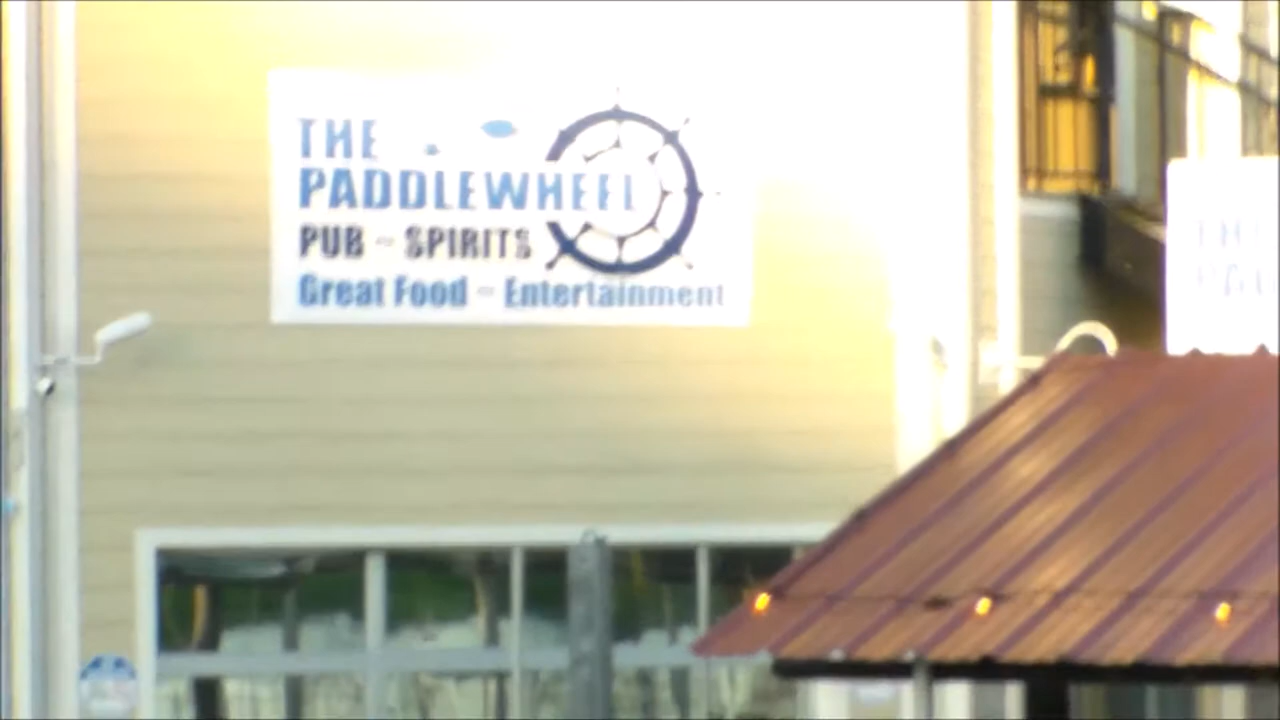 THE
PADDLEWHEEL
PUB ~ SPIRITS
Great Food ~ Entertainment